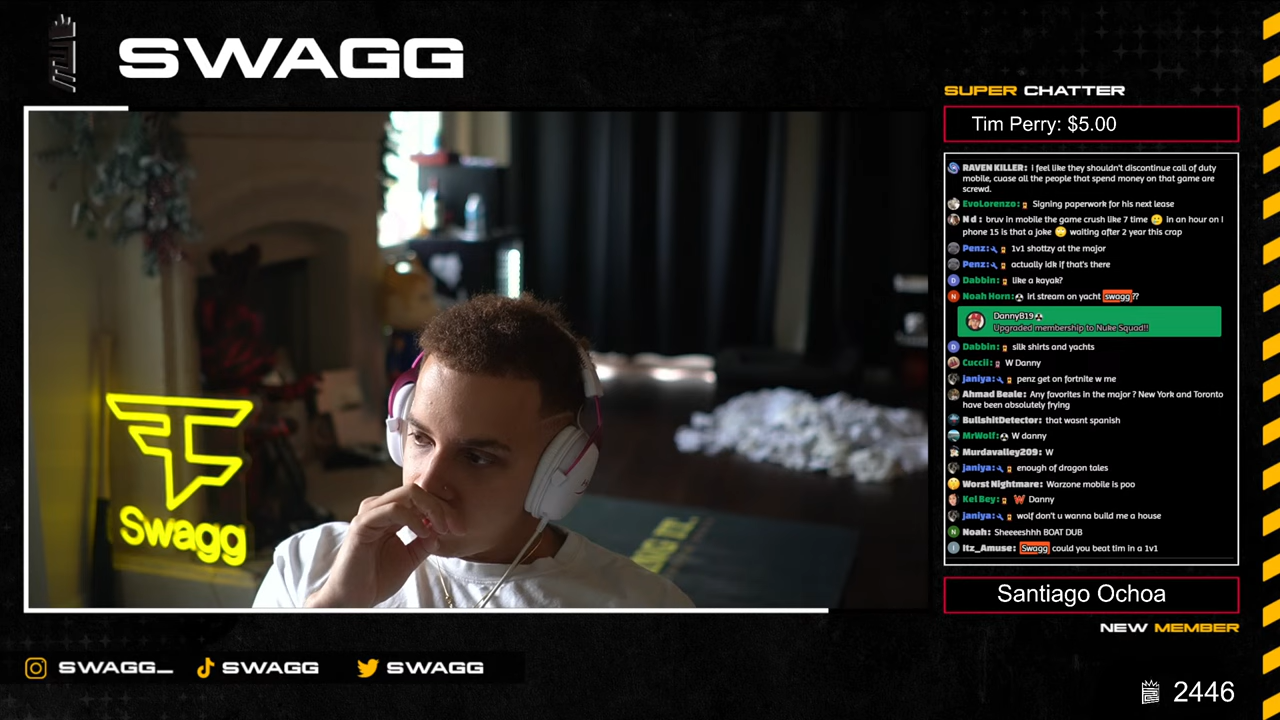 SWAGG
SUPER CHATTER
Tim Perry: $5.00
RAVEN KILLER: I feel like they shouldn't discontinue call of duty
mobile, cuase all the people that spend money on that game are
screwd.
EvoLorenzo: Signing paperwork for his next lease
N d: bruv in mobile the game crush like 7 time 🙂 in an hour on I
phone 15 is that a joke 🙄 waiting after 2 year this crap
Penz: 1v1 shottzy at the major
Penz: actually idk if that's there
Dabbin: like a kayak?
Noah Horn: irl stream on yacht swagg??
DannyB19
Upgraded membership to Nuke Squad!!
Dabbin: silk shirts and yachts
Cuccii: W Danny
Janiya: penz get on fortnite w me
Ahmad Beale: Any favorites in the major ? New York and Toronto
have been absolutely frying
BullshitDetector: that wasnt spanish
MrWolf: W danny
Murdavalley209: W
Janiya: enough of dragon tales
Worst Nightmare: Warzone mobile is poo
Kel Bey: W Danny
Janiya: wolf don't u wanna build me a house
Noah: Sheeeeshhh BOAT DUB
Itz_Amuse: Swagg could you beat tim in a 1v1
Santiago Ochoa
NEW MEMBER
Swagg
SWAGG_
SWAGG
SWAGG
2446